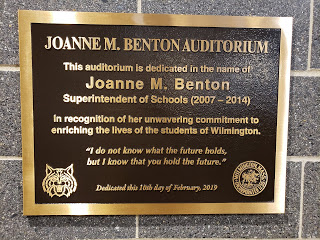 JOANNE M. BENTON AUDITORIUM
This auditorium is dedicated in the name of
Joanne M. Benton
Superintendent of Schools (2007 – 2014)
In recognition of her unwavering commitment to
enriching the lives of the students of Wilmington.
"I do not know what the future holds,
but I know that you hold the future."
Dedicated this 10th day of February, 2019